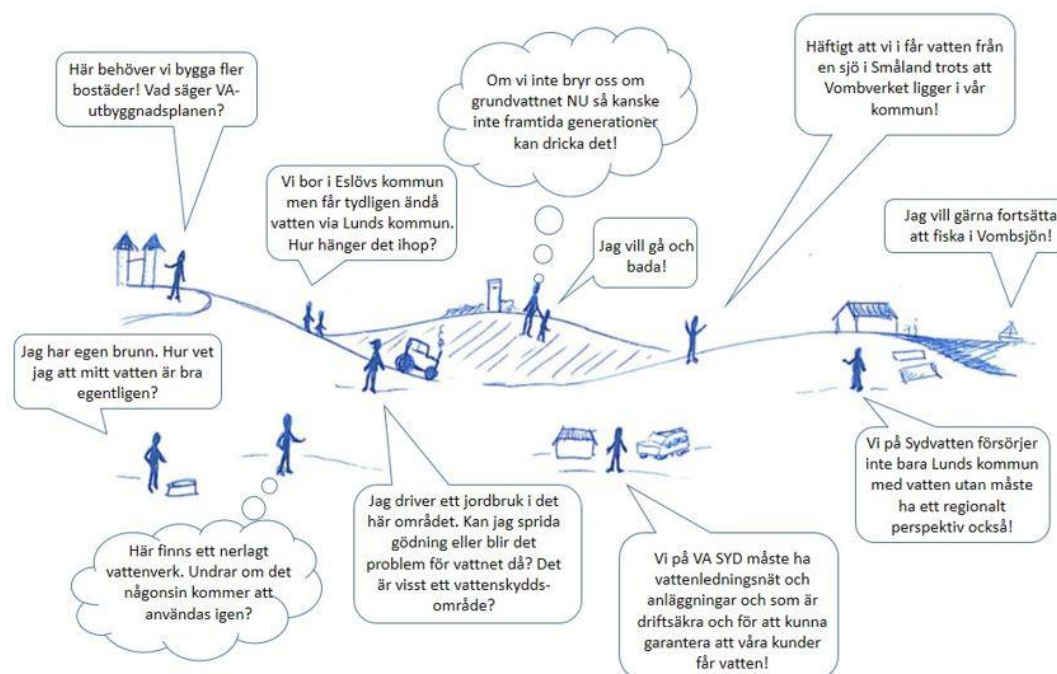 Här behöver vi bygga fler
bostäder! Vad säger VA-
utbyggnadsplanen?
Vi bor i Eslövs kommun
men får tydligen ändå
vatten via Lunds kommun.
Hur hänger det ihop?
Om vi inte bryr oss om
grundvattnet NU så kanske
inte framtida generationer
kan dricka det!
Jag vill gå och
bada!
Häftigt att vi i får vatten från
en sjö i Småland trots att
Vombverket ligger i vår
kommun!
Jag vill gärna fortsätta
att fiska i Vombsjön!
Jag har egen brunn. Hur vet
jag att mitt vatten är bra
egentligen?
Här finns ett nerlagt
vattenverk. Undrar om det
någonsin kommer att
användas igen?
Jag driver ett jordbruk i det
här området. Kan jag sprida
gödning eller blir det
problem för vattnet då? Det
är visst ett vattenskydds-
område?
Vi på VA SYD måste ha
vattenledningsnät och
anläggningar och som är
driftsäkra och för att kunna
garantera att våra kunder
får vatten!
Vi på Sydvatten försörjer
inte bara Lunds kommun
med vatten utan måste
ha ett regionalt
perspektiv också!